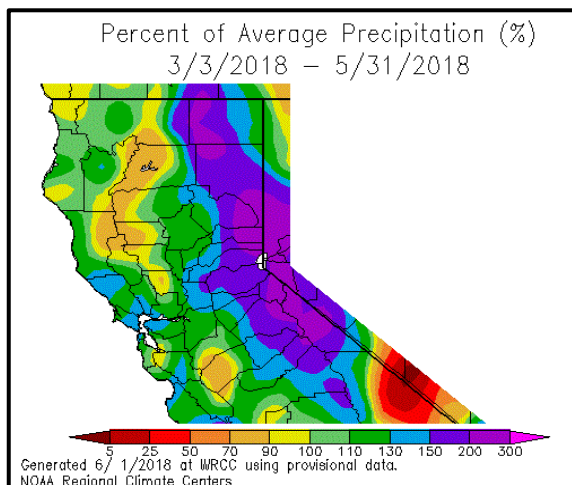 Percent of Average Precipitation (%)
3/3/2018 – 5/31/2018
5 25 50 70 90 100 110 130 150 200 300
Generated 6/ 1/2018 at WRCC using provisional data.
NOAA Regional Climate Centers